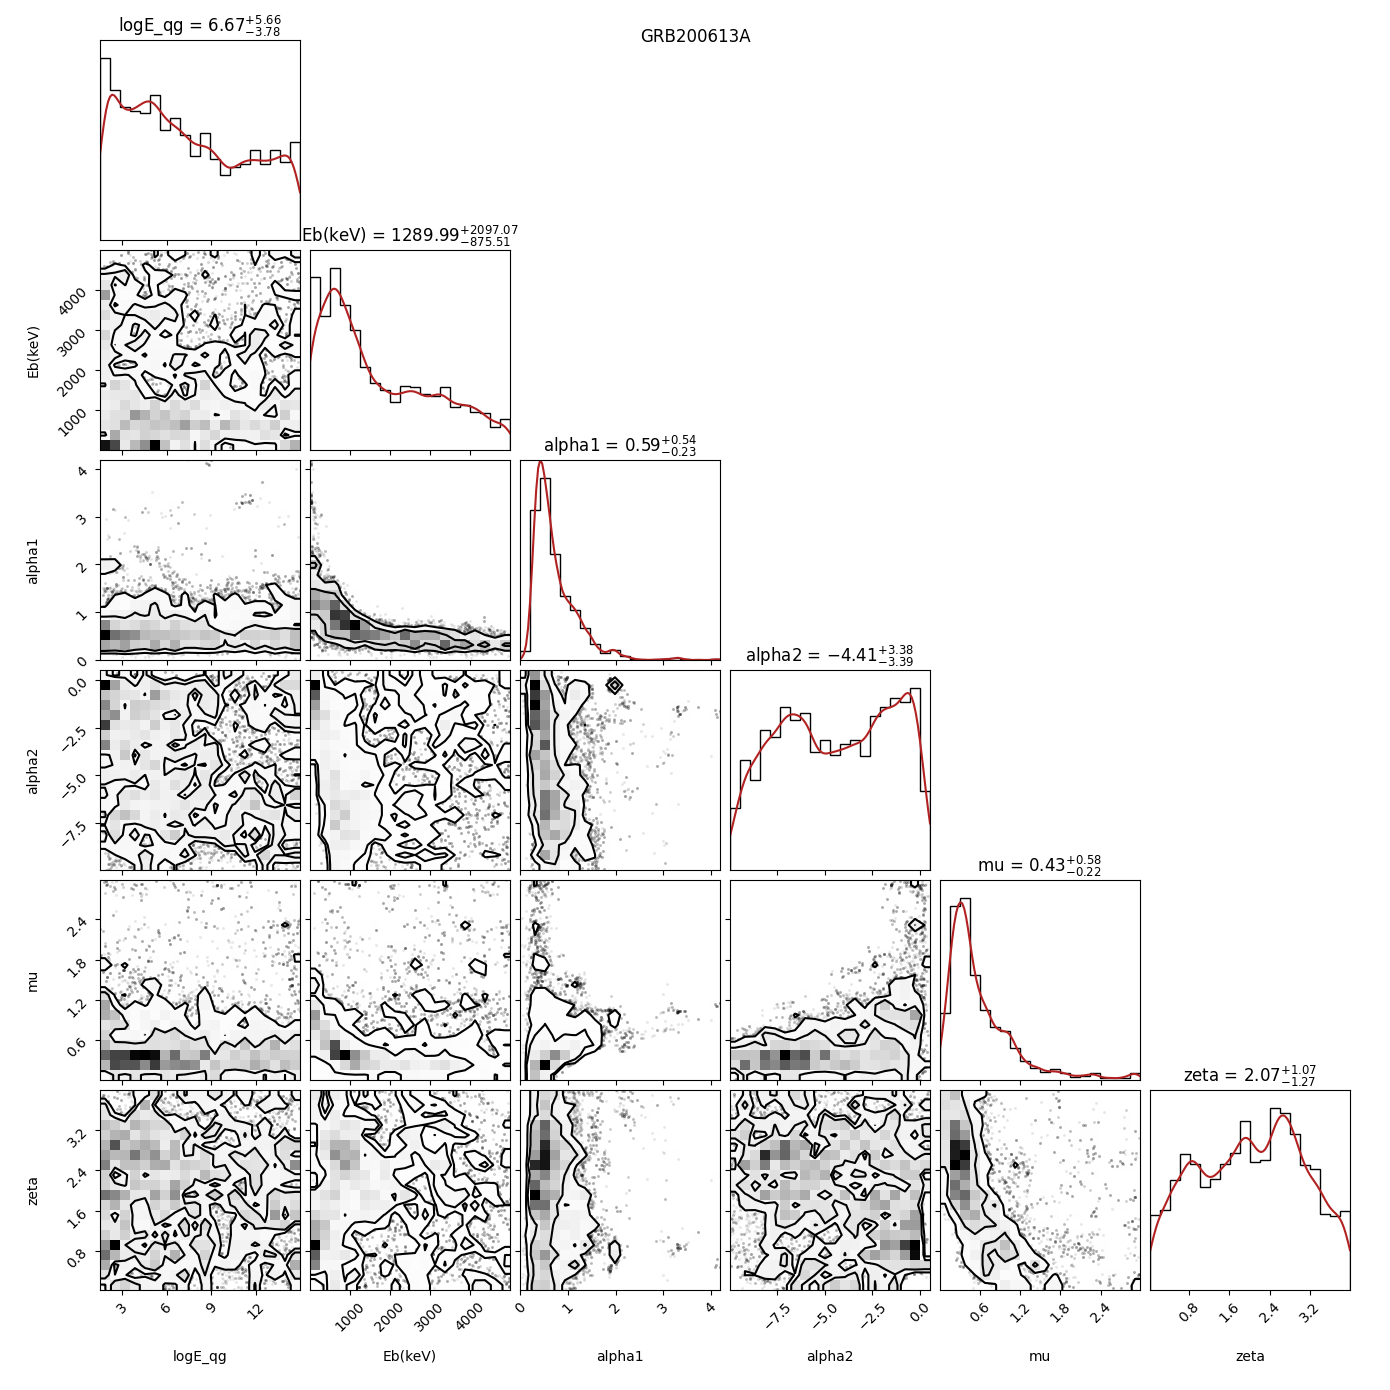 GRB200613A
logE_qg = 6.67+5.66−3.78
Eb(keV) = 1289.99+2097.07−875.51
Eb(keV)
4000
3000
2000
1000
alpha1 = 0.59+0.54−0.23
alpha1
4
3
2
1
0
alpha2 = −4.41+3.38−3.39
alpha2
0.0
−2.5
−5.0
−7.5
mu = 0.43+0.58−0.22
mu
2.4
1.8
1.2
0.6
zeta = 2.07+1.07−1.27
zeta
3.2
2.4
1.6
0.8
3 6 9 12
1000 2000 3000 4000
0 1 2 3 4
−7.5 −5.0 −2.5 0.0
0.6 1.2 1.8 2.4
0.8 1.6 2.4 3.2
logE_qg Eb(keV) alpha1 alpha2 mu zeta